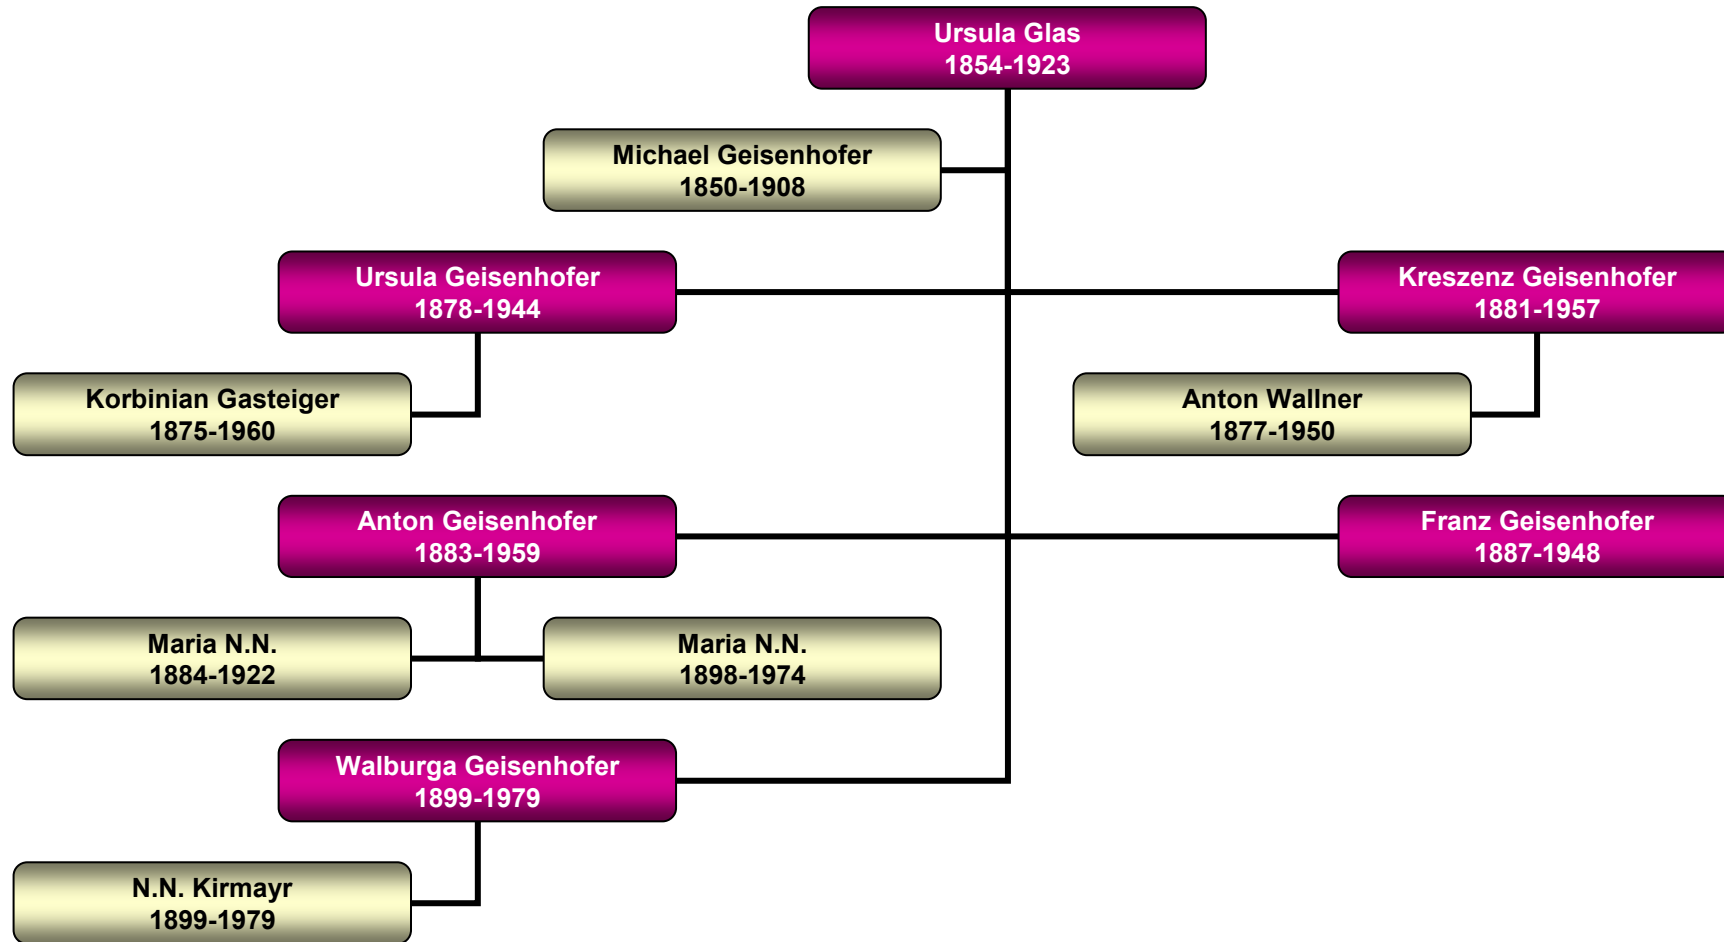 Ursula Glas
1854-1923
Michael Geisenhofer
1850-1908
Ursula Geisenhofer
1878-1944
Kreszenz Geisenhofer
1881-1957
Korbinian Gasteiger
1875-1960
Anton Wallner
1877-1950
Anton Geisenhofer
1883-1959
Franz Geisenhofer
1887-1948
Maria N.N.
1884-1922
Maria N.N.
1898-1974
Walburga Geisenhofer
1899-1979
N.N. Kirmayr
1899-1979